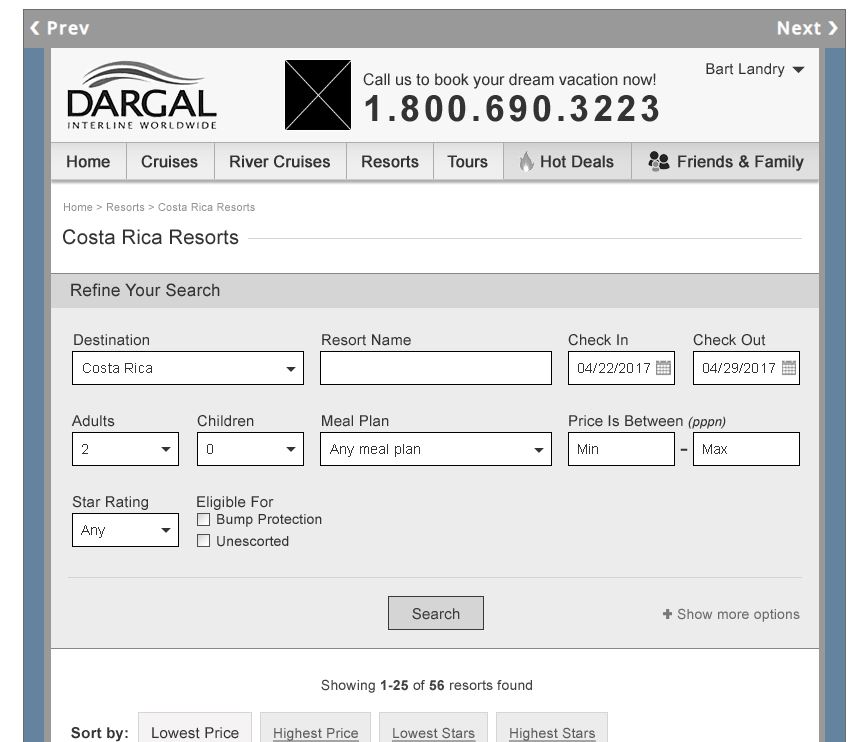 Prev Next
Bart Landry
Call us to book your dream vacation now!
DARGAL 1.800.690.3223
INTERLINE WORLDWIDE
Home Cruises River Cruises Resorts Tours Hot Deals Friends & Family
Home > Resorts > Costa Rica Resorts
Costa Rica Resorts
Refine Your Search
Destination Resort Name Check In Check Out
Costa Rica 04/22/2017 04/29/2017
Adults Children Meal Plan Price Is Between (pppn)
2 0 Any meal plan Min – Max
Star Rating Eligible For
Any Bump Protection
Unescorted
Search + Show more options
Showing 1-25 of 56 resorts found
Sort by: Lowest Price Highest Price Lowest Stars Highest Stars